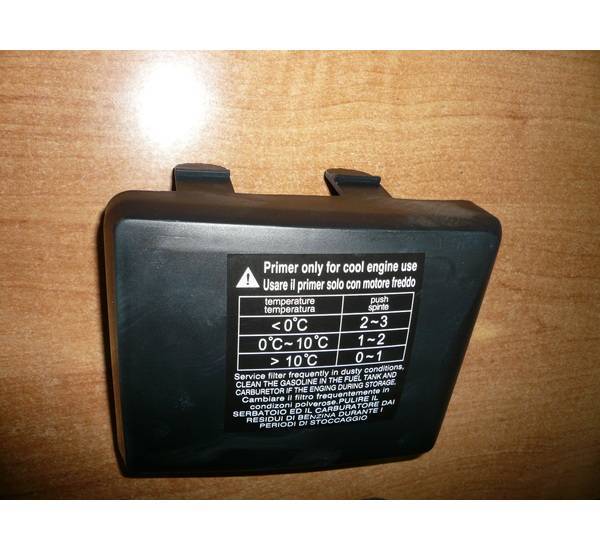 Primer only for cool engine use
Usare il primer solo con motore freddo
temperature push
temperatura spinte
<0°C 2~3
0°C~10°C 1~2
>10°C 0~1
Service filter frequently in dusty conditions,
CLEAN THE GASOLINE IN THE FUEL TANK AND
CARBURETOR IF THE ENGING DURING STORAGE.
Cambiare il filtro frequentemente in
condizoni polverose.PULIRE IL
SERBATOIO ED IL CARBURATORE DAI
RESIDUI DI BENZINA DURANTE I
PERIODI DI STOCCAGGIO